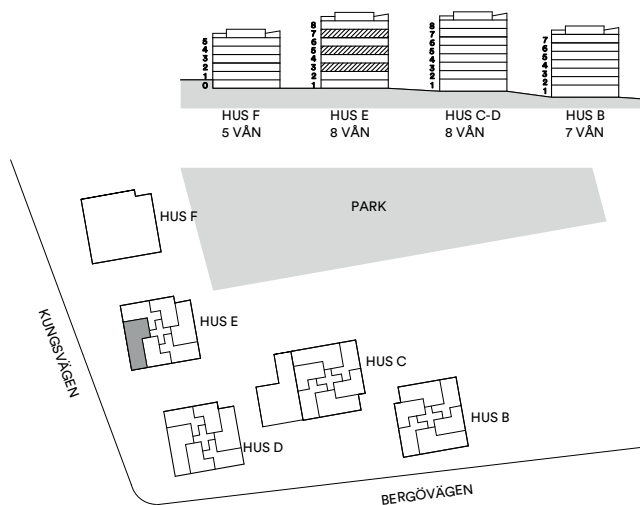 5
4
3
2
1
0
8
7
6
5
4
3
2
1
8
7
6
5
4
3
2
1
7
6
5
4
3
2
1
HUS F
5 VÅN
HUS E
8 VÅN
HUS C-D
8 VÅN
HUS B
7 VÅN
PARK
HUS F
HUS E
KUNGSVÄGEN
HUS C
HUS B
HUS D
BERGÖVÄGEN